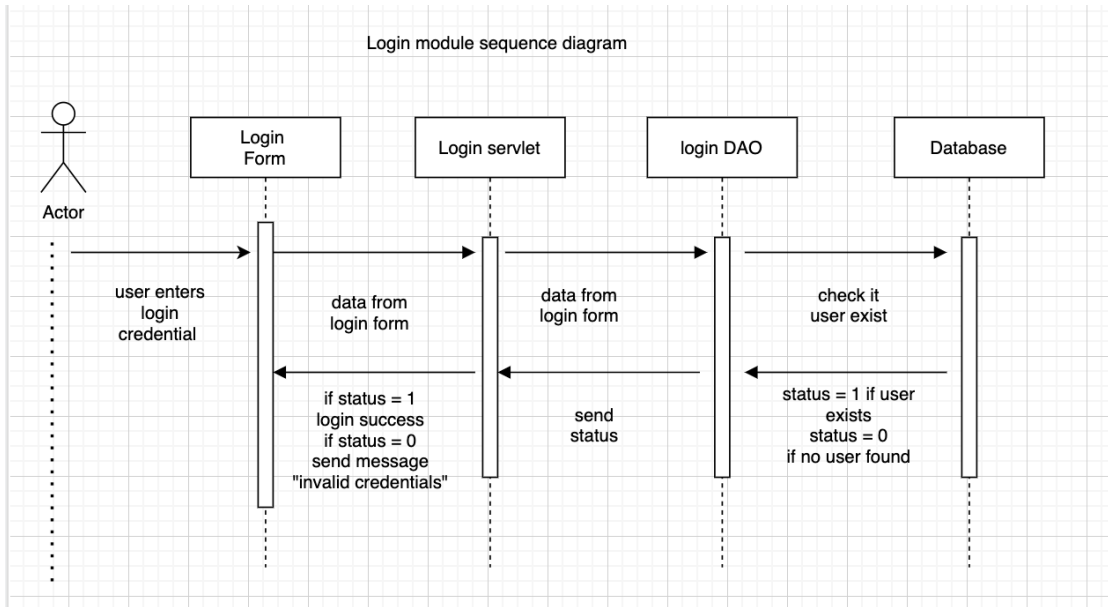 Login module sequence diagram
Login
Form
Login servlet
login DAO
Database
Actor
user enters
login
credential
data from
login form
data from
login form
check it
user exist
if status = 1
login success
if status = 0
send message
"invalid credentials"
send
status
status = 1 if user
exists
status = 0
if no user found